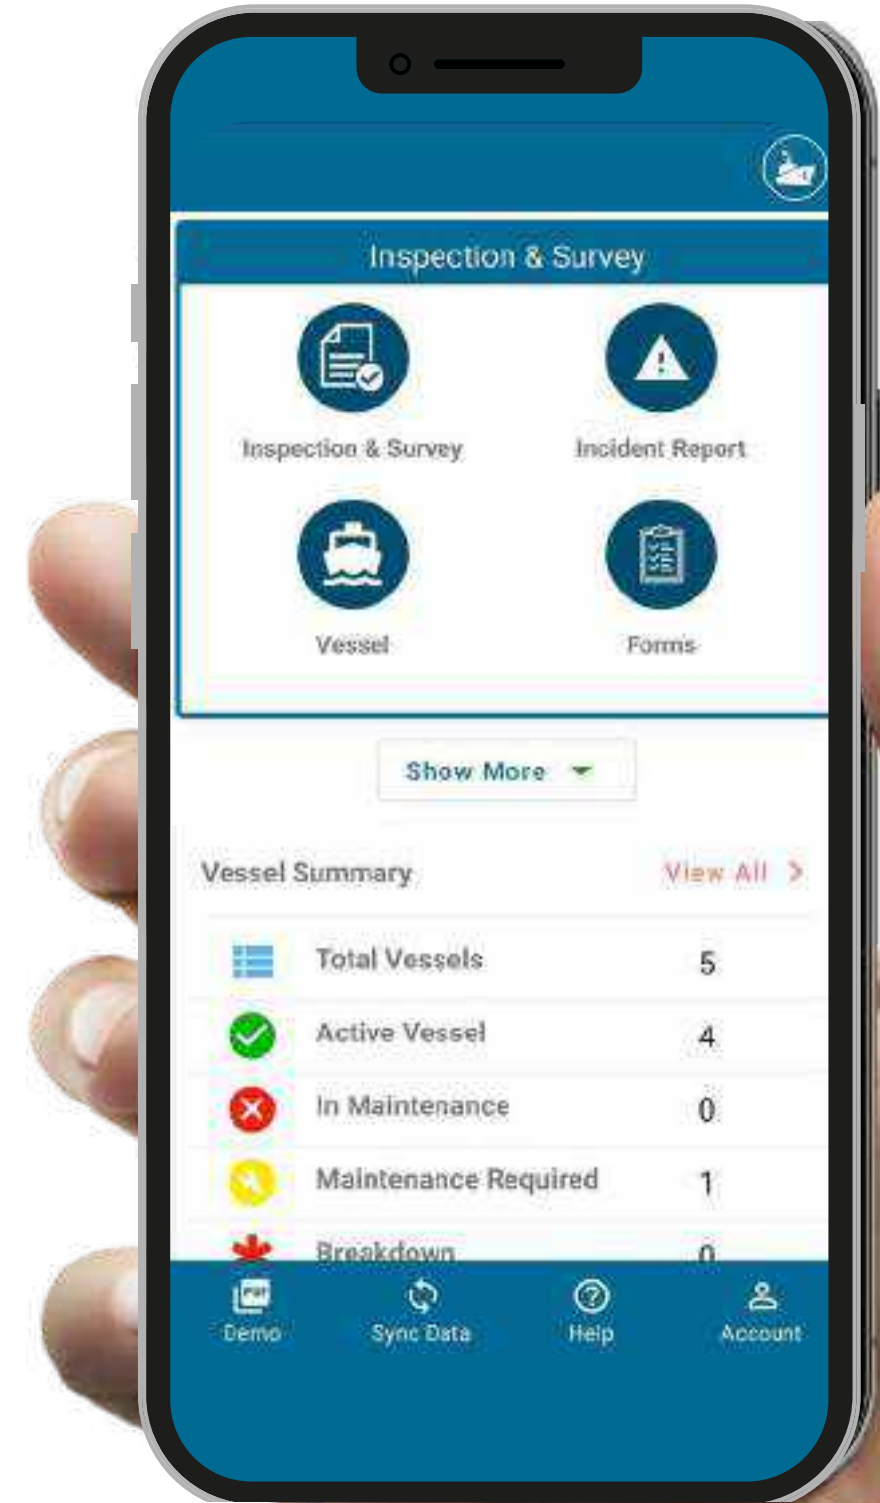 Inspection & Survey
Inspection & Survey
Incident Report
Vessel
Forms
Show More
Vessel Summary
View All
Total Vessels 5
Active Vessel 4
In Maintenance 0
Maintenance Required 1
Breakdown 0
PDF
Demo
Sync Data
Help
Account